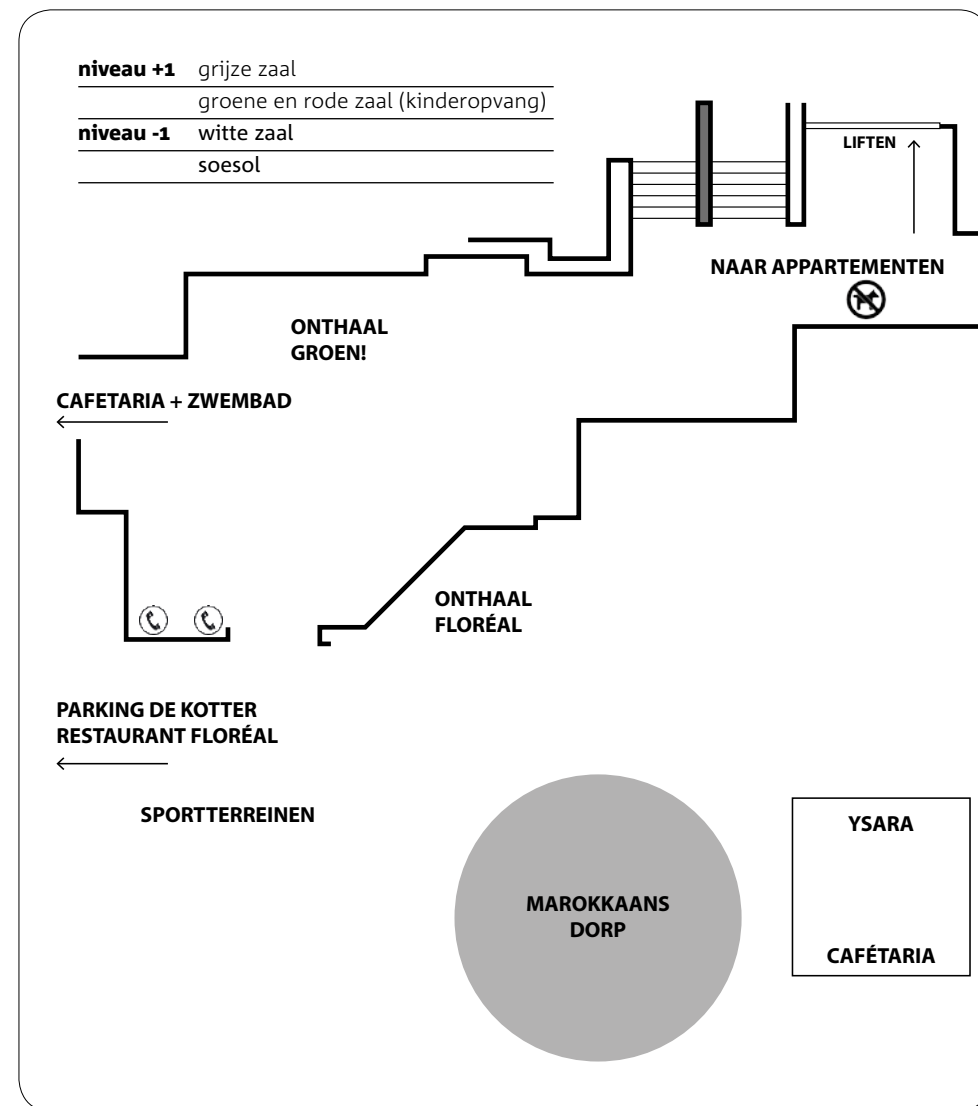 niveau +1 grijze zaal
groene en rode zaal (kinderopvang)
niveau -1 witte zaal
soesol
LIFTEN
NAAR APPARTEMENTEN
ONTHAAL
GROEN!
CAFETARIA + ZWEMBAD
ONTHAAL
FLORÉAL
PARKING DE KOTTER
RESTAURANT FLORÉAL
SPORTTERREINEN
MAROKKAANS
DORP
YSARA
CAFÉTARIA